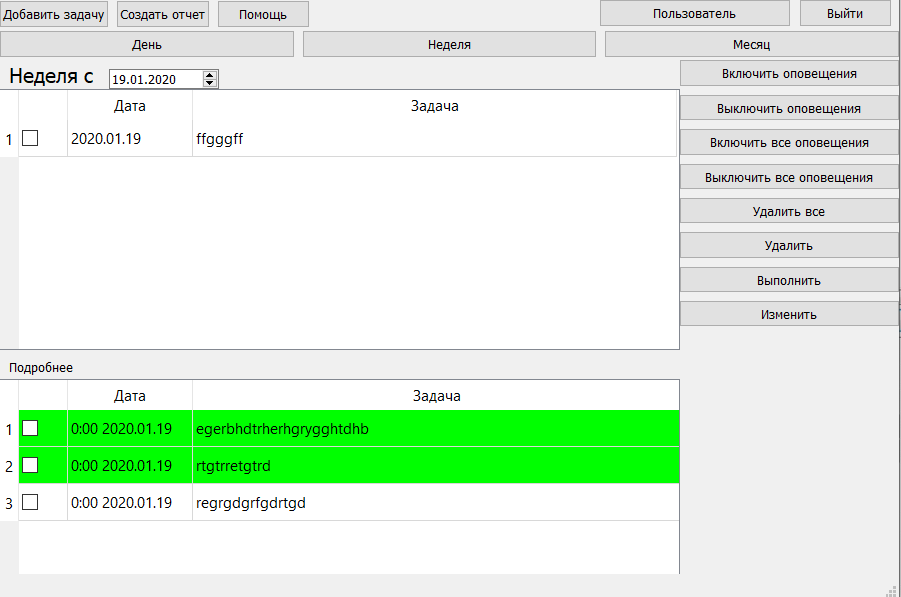 Добавить задачу Создать отчет Помощь Пользователь Выйти
День Неделя Месяц
Неделя с 19.01.2020
Включить оповещения
Дата Задача
Выключить оповещения
1 2020.01.19 ffgggff
Включить все оповещения
Выключить все оповещения
Удалить все
Удалить
Выполнить
Изменить
Подробнее
Дата Задача
1 0:00 2020.01.19 egerbhdtrherhgrygghtdhb
2 0:00 2020.01.19 rtgtrretgtrd
3 0:00 2020.01.19 regrgdgrfgdrtgd